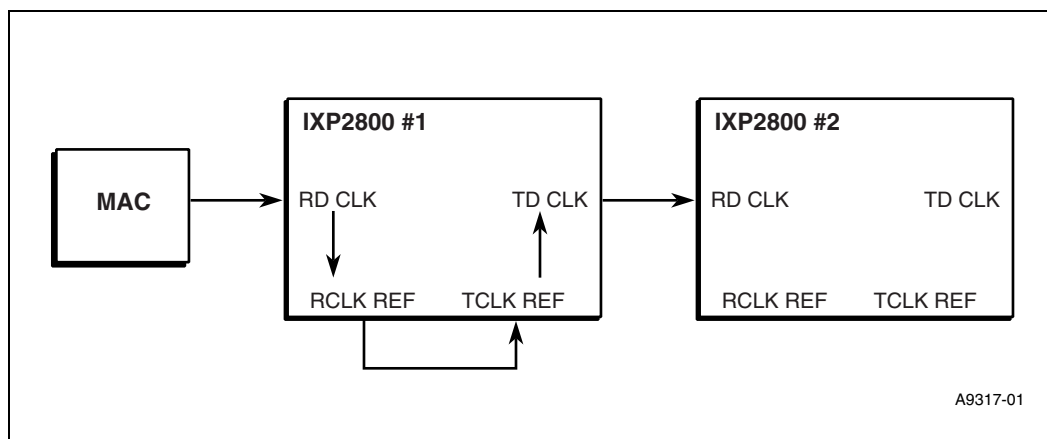 IXP2800 #1
IXP2800 #2
MAC
RD CLK
TD CLK
RD CLK
TD CLK
RCLK REF
TCLK REF
RCLK REF
TCLK REF
A9317-01